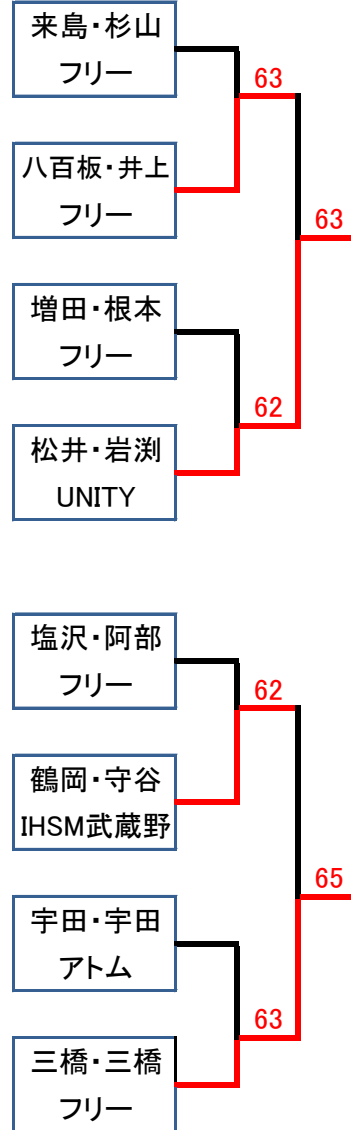 来島・杉山
フリー
63
八百板・井上
フリー
63
増田・根本
フリー
62
松井・岩渕
UNITY
塩沢・阿部
フリー
62
鶴岡・守谷
IHSM武蔵野
65
宇田・宇田
アトム
63
三橋・三橋
フリー